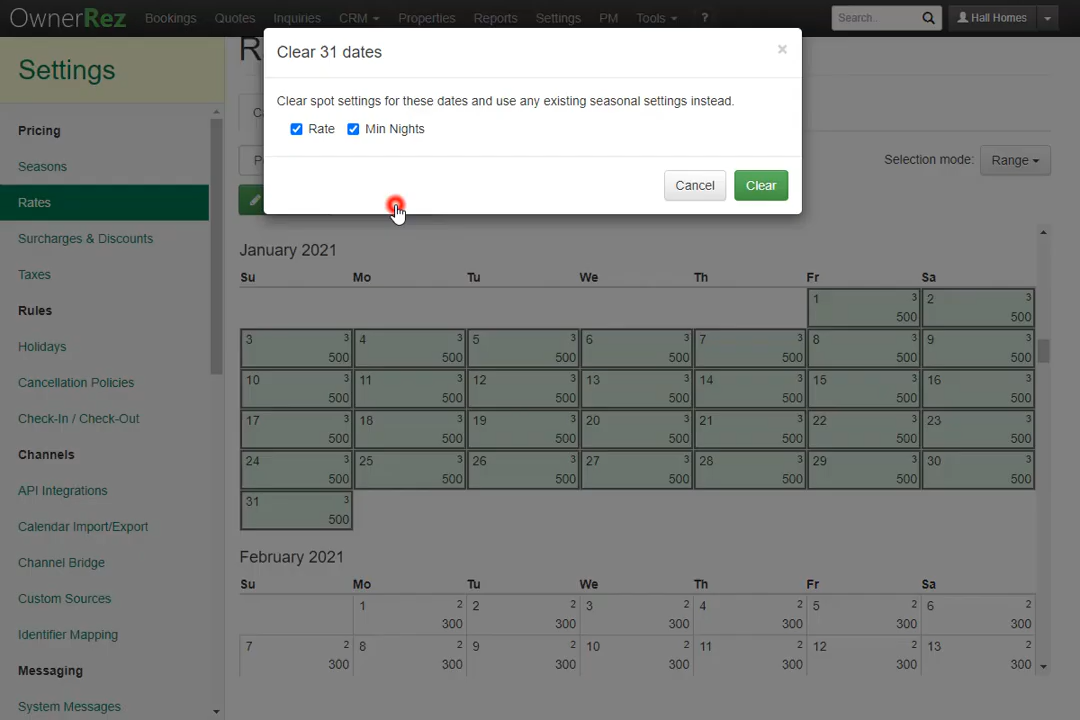 OwnerRez Bookings Quotes Inquiries CRM Properties Reports Settings PM Tools ? Search.. Hall Homes
Settings
Pricing
Seasons
Rates
Surcharges & Discounts
Taxes
Rules
Holidays
Cancellation Policies
Check-In / Check-Out
Channels
API Integrations
Calendar Import/Export
Channel Bridge
Custom Sources
Identifier Mapping
Messaging
System Messages
Clear 31 dates ×
Clear spot settings for these dates and use any existing seasonal settings instead.
Rate Min Nights
Cancel Clear
Selection mode: Range
January 2021
Su Mo Tu We Th Fr Sa
1 3 2 3
500 500
3 3 4 3 5 3 6 3 7 3 8 3 9 3
500 500 500 500 500 500 500
10 3 11 3 12 3 13 3 14 3 15 3 16 3
500 500 500 500 500 500 500
17 3 18 3 19 3 20 3 21 3 22 3 23 3
500 500 500 500 500 500 500
24 3 25 3 26 3 27 3 28 3 29 3 30 3
500 500 500 500 500 500 500
31 3
500
February 2021
Su Mo Tu We Th Fr Sa
1 2 2 2 3 2 4 2 5 2 6 2
300 300 300 300 300 300
7 2 8 2 9 2 10 2 11 2 12 2 13 2
300 300 300 300 300 300 300